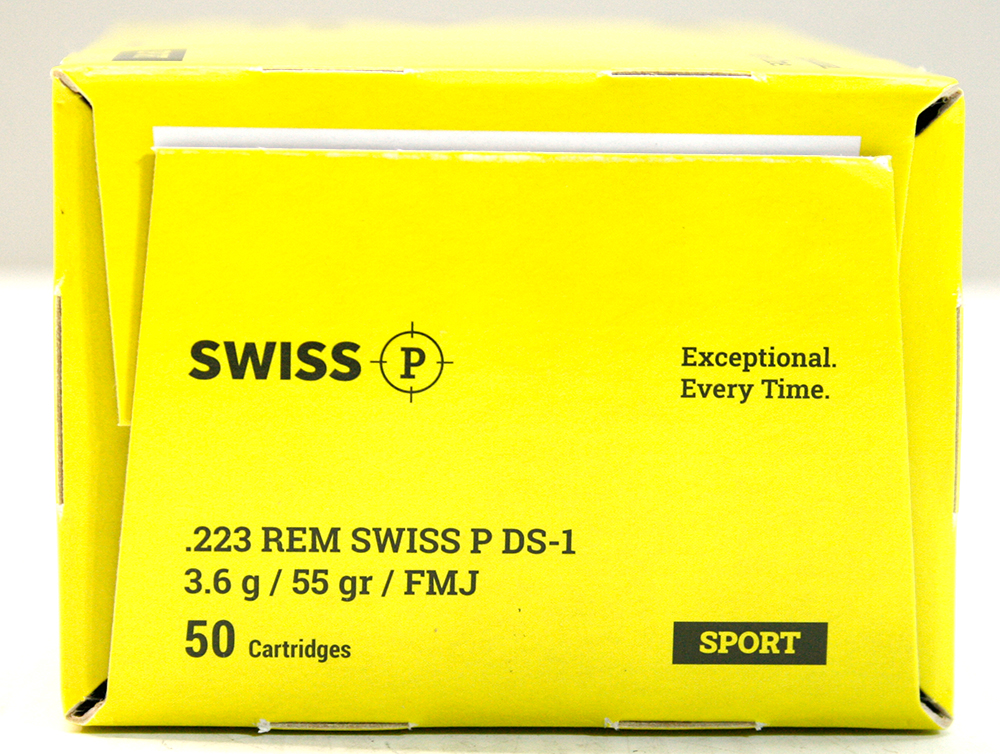 SWISS P
Exceptional.
Every Time.
.223 REM SWISS P DS-1
3.6 g / 55 gr / FMJ
50 Cartridges
SPORT